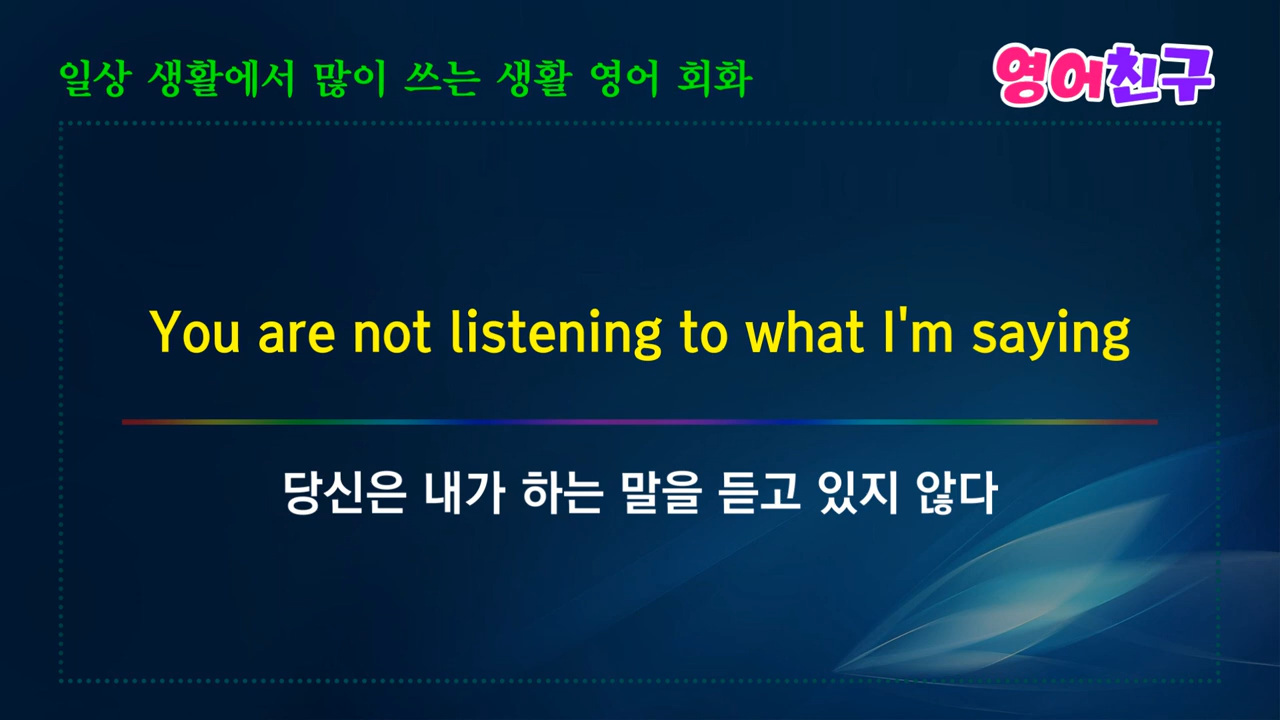 일상 생활에서 많이 쓰는 생활 영어 회화
영어친구
You are not listening to what I'm saying
당신은 내가 하는 말을 듣고 있지 않다